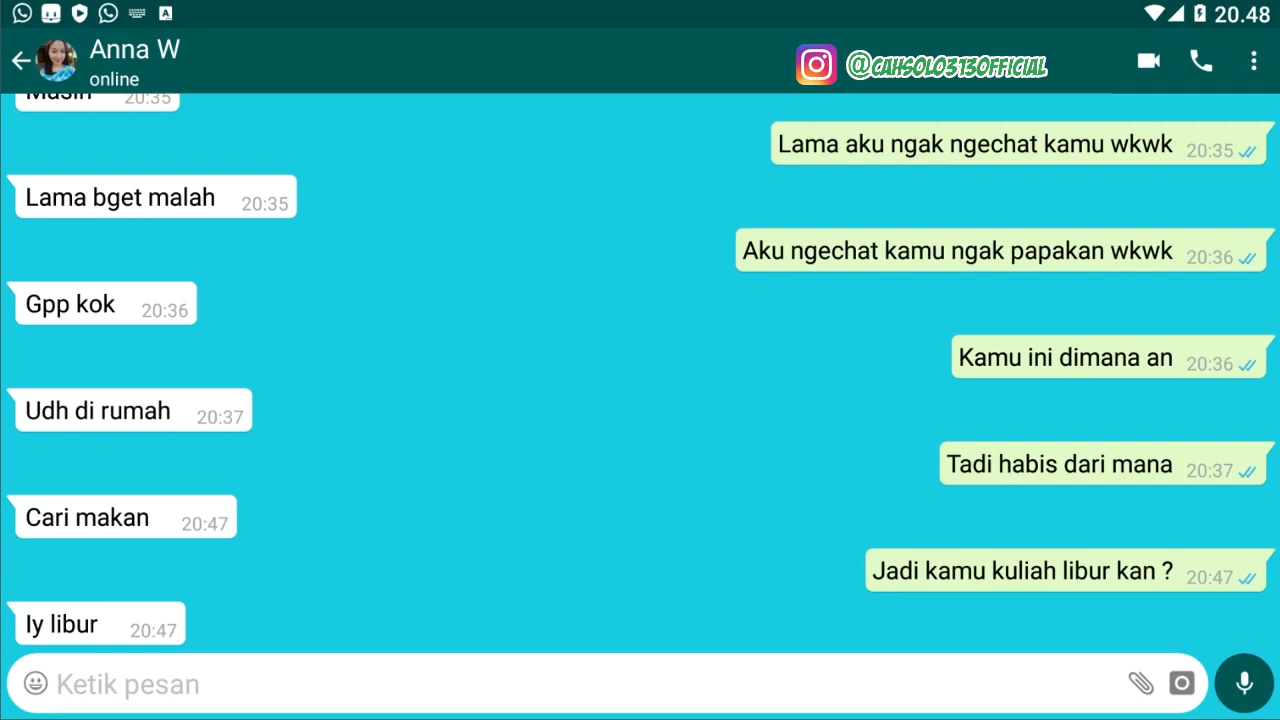 20.48
Anna W
online
@CAHSOLO313OFFICIAL
Masih 20:35
Lama aku ngak ngechat kamu wkwk 20:35
Lama bget malah 20:35
Aku ngechat kamu ngak papakan wkwk 20:36
Gpp kok 20:36
Kamu ini dimana an 20:36
Udh di rumah 20:37
Tadi habis dari mana 20:37
Cari makan 20:47
Jadi kamu kuliah libur kan ? 20:47
Iy libur 20:47
Ketik pesan